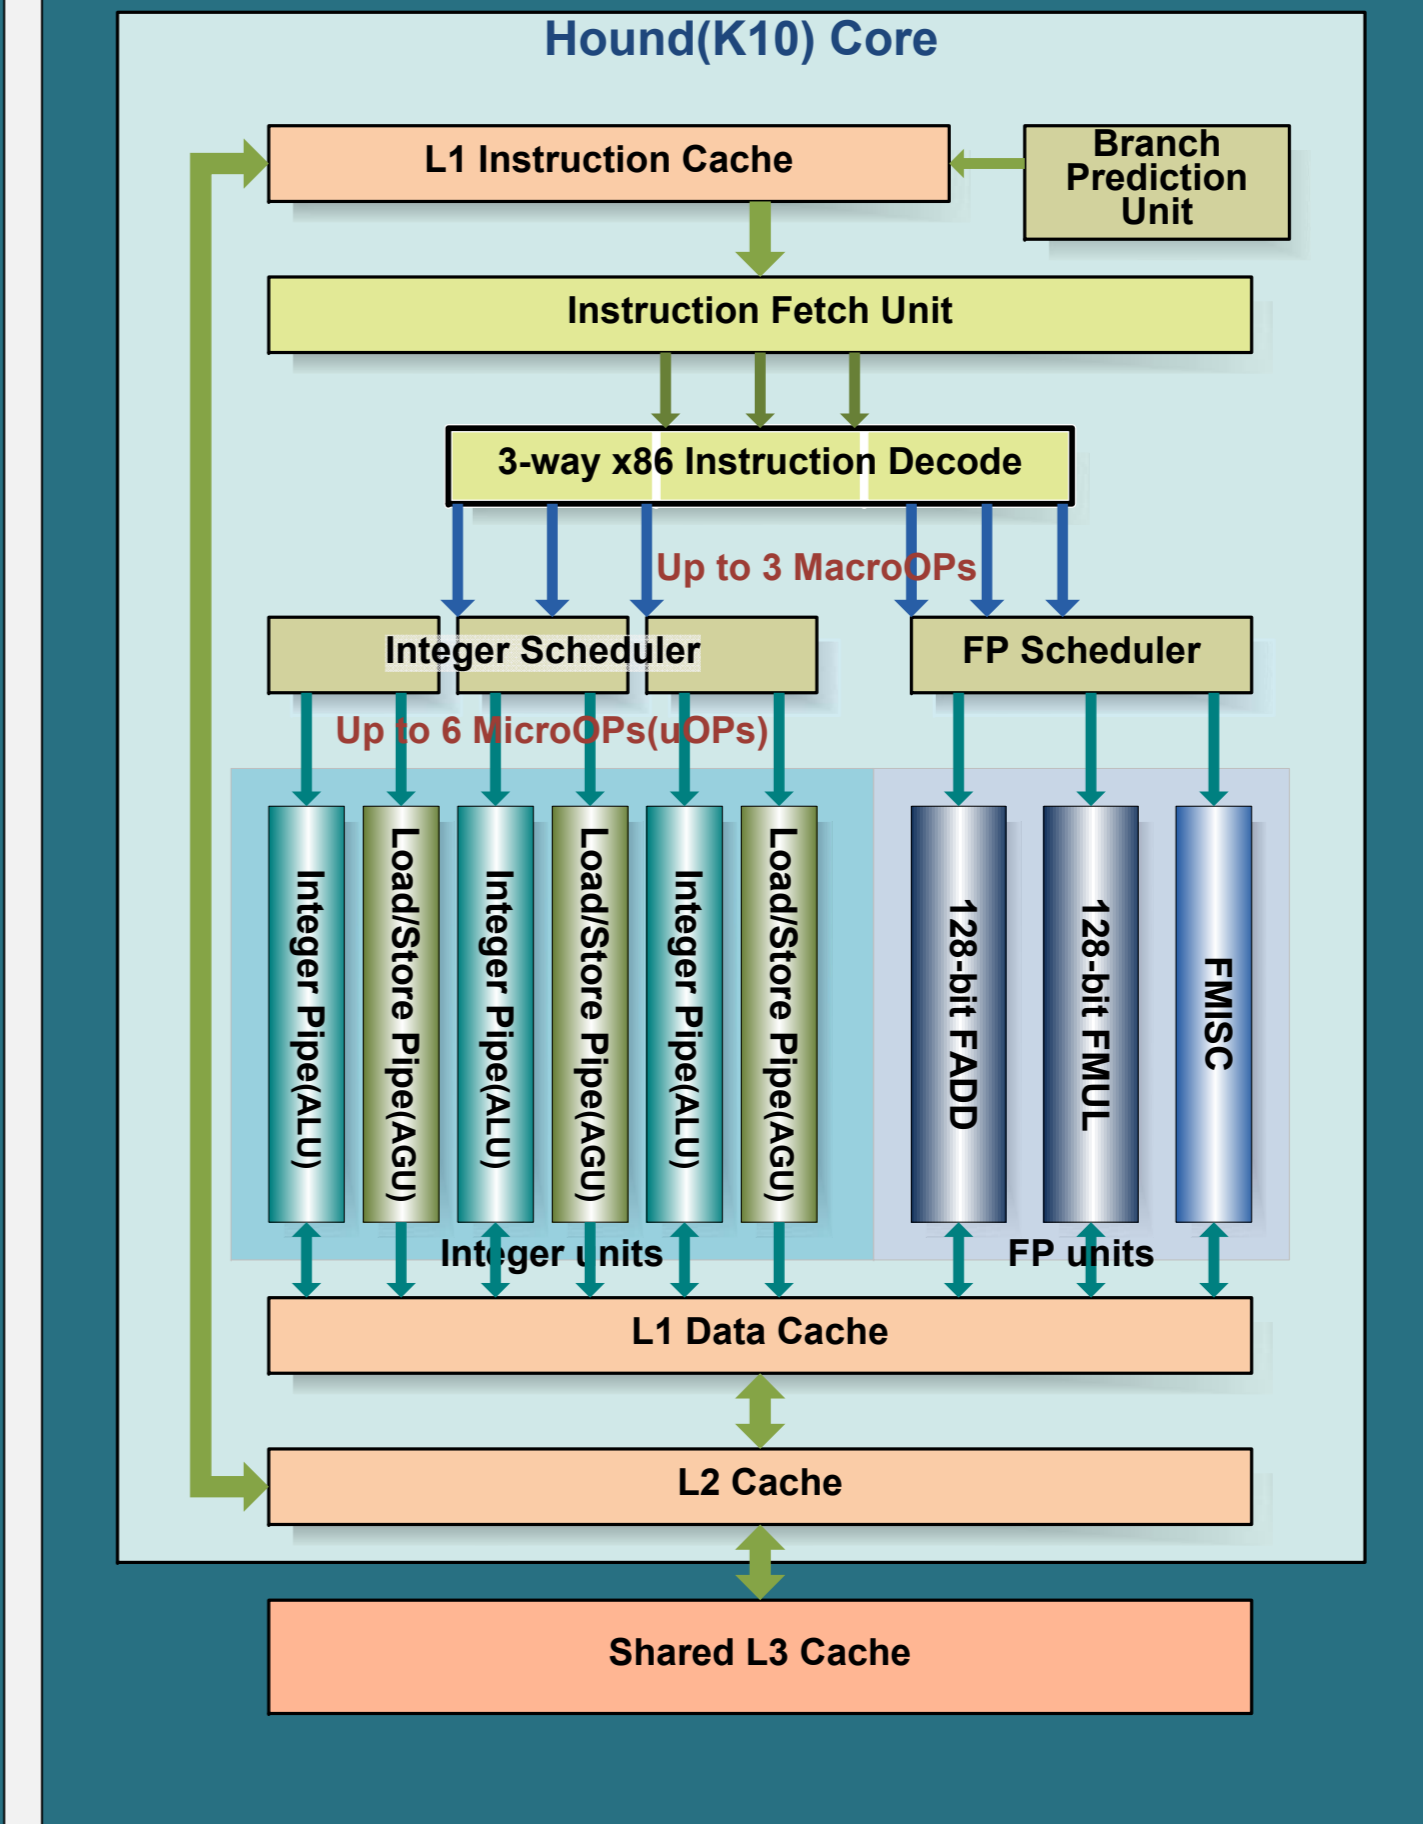 Hound(K10) Core
L1 Instruction Cache
Branch
Prediction
Unit
Instruction Fetch Unit
3-way x86 Instruction Decode
Up to 3 MacroOPs
Integer Scheduler
FP Scheduler
Up to 6 MicroOPs(uOPs)
Integer Pipe(ALU)
Load/Store Pipe(AGU)
Integer Pipe(ALU)
Load/Store Pipe(AGU)
Integer Pipe(ALU)
Load/Store Pipe(AGU)
128-bit FADD
128-bit FMUL
FMISC
Integer units
FP units
L1 Data Cache
L2 Cache
Shared L3 Cache